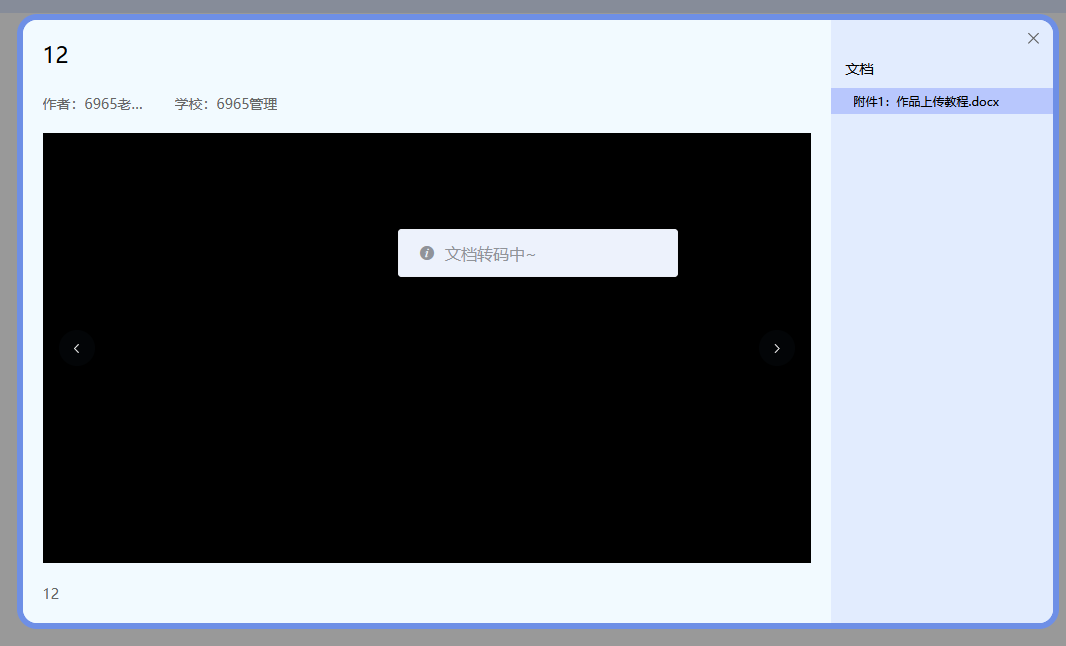 12
作者：6965老... 学校：6965管理
文档
附件1：作品上传教程.docx
文档转码中~
12